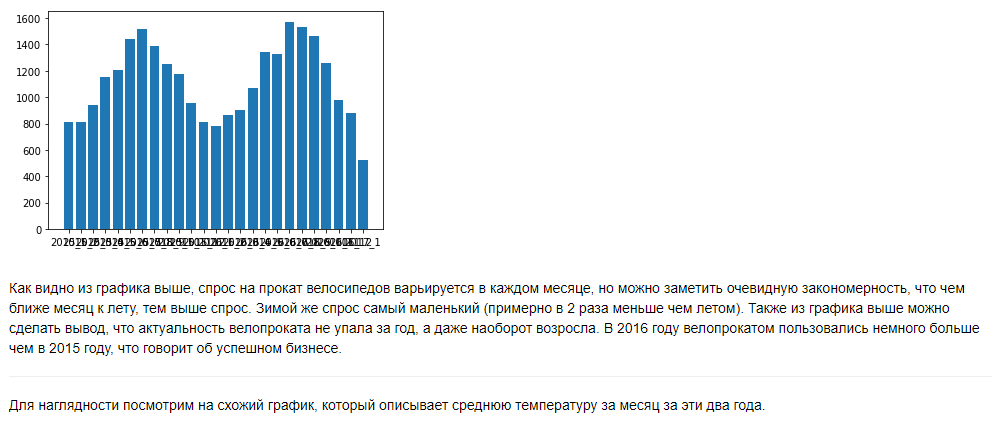 1600
1400
1200
1000
800
600
400
200
0
Как видно из графика выше, спрос на прокат велосипедов варьируется в каждом месяце, но можно заметить очевидную закономерность, что чем
ближе месяц к лету, тем выше спрос. Зимой же спрос самый маленький (примерно в 2 раза меньше чем летом). Также из графика выше можно
сделать вывод, что актуальность велопроката не упала за год, а даже наоборот возросла. В 2016 году велопрокатом пользовались немного больше
чем в 2015 году, что говорит об успешном бизнесе.
Для наглядности посмотрим на схожий график, который описывает среднюю температуру за месяц за эти два года.